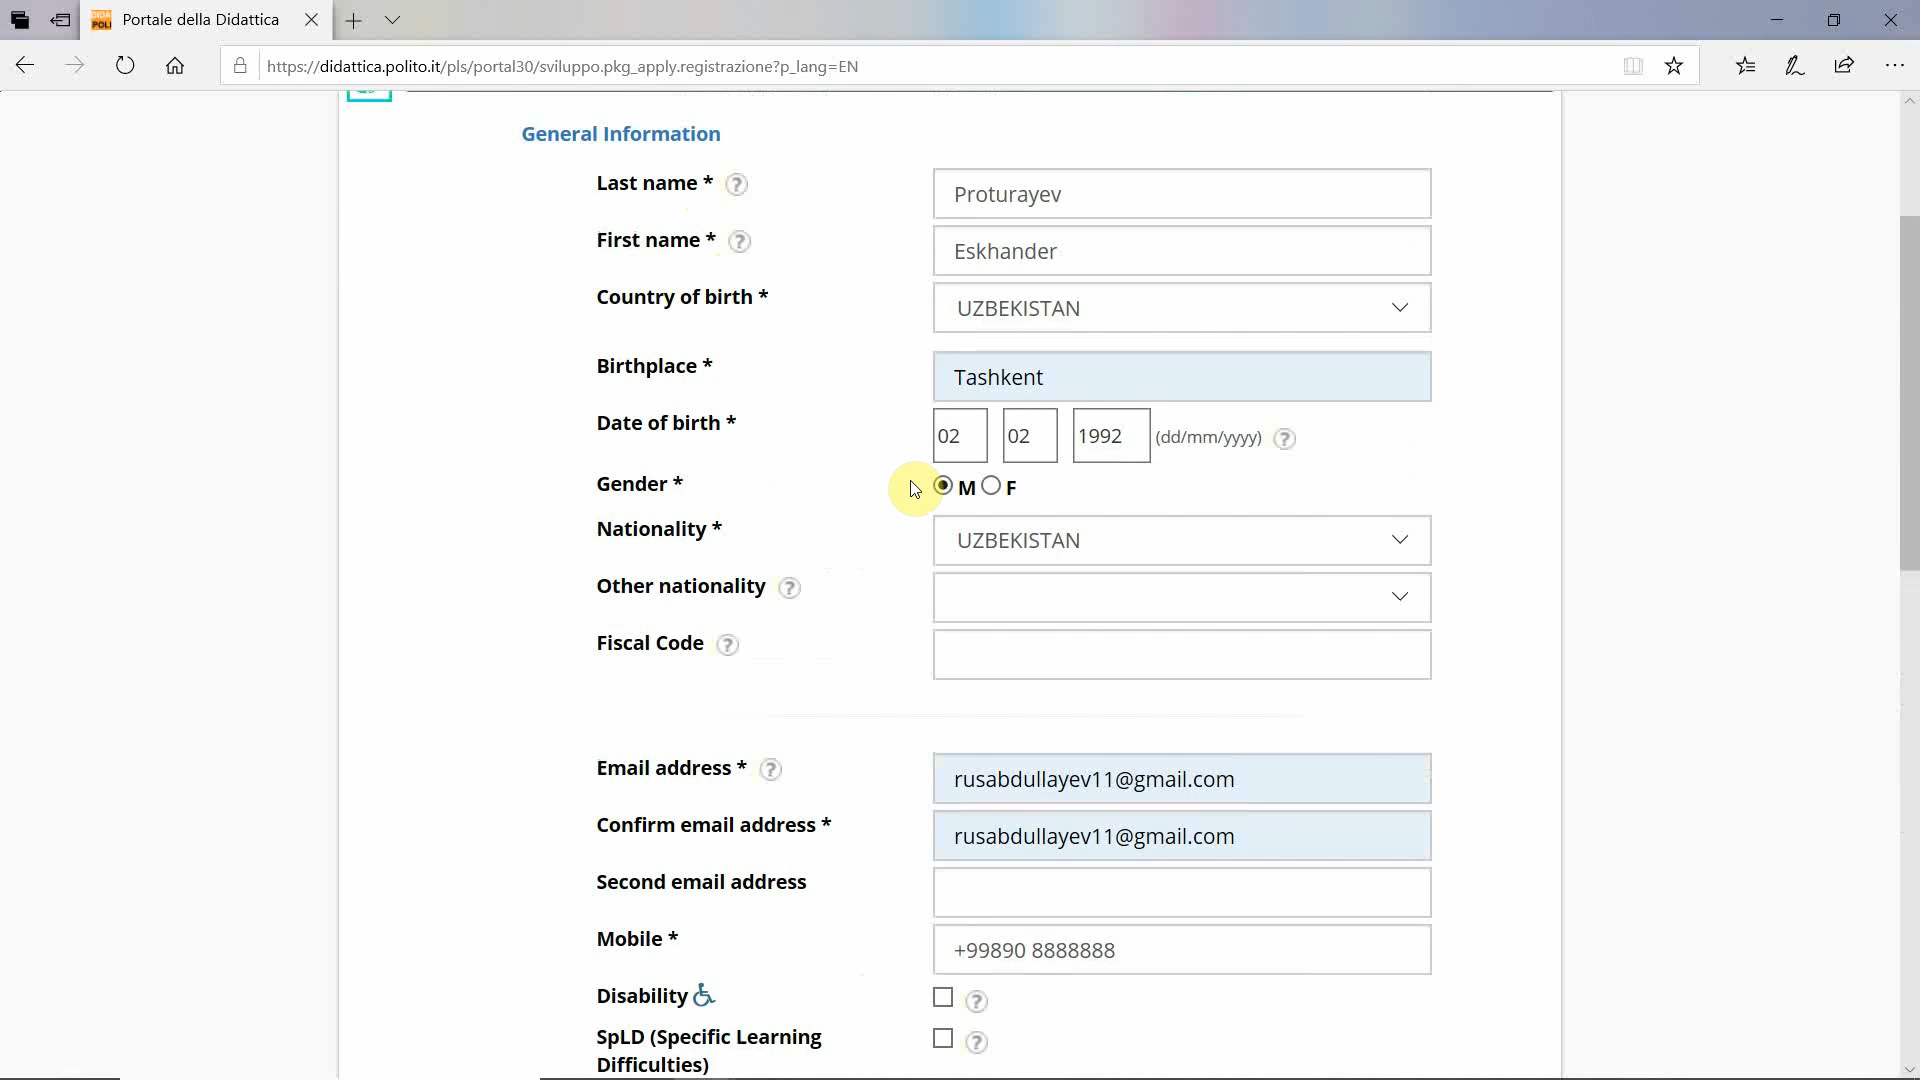 Portale della Didattica
https://didattica.polito.it/pls/portal30/sviluppo.pkg_apply.registrazione?p_lang=EN
General Information
Last name * ?
Proturayev
First name * ?
Eskhander
Country of birth *
UZBEKISTAN
Birthplace *
Tashkent
Date of birth *
02 02 1992 (dd/mm/yyyy) ?
Gender *
M F
Nationality *
UZBEKISTAN
Other nationality ?
Fiscal Code ?
Email address * ?
rusabdullayev11@gmail.com
Confirm email address *
rusabdullayev11@gmail.com
Second email address
Mobile *
+99890 8888888
Disability
?
SpLD (Specific Learning
Difficulties)
?